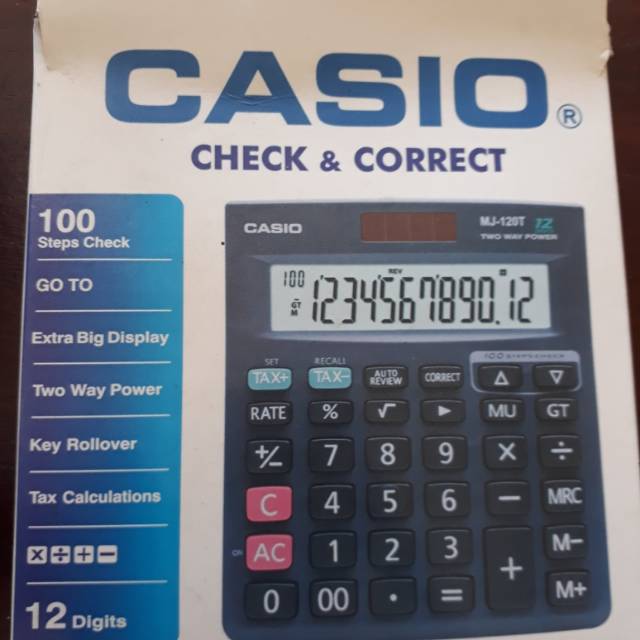 CASIO®
CHECK & CORRECT
100
Steps Check
GO TO
Extra Big Display
Two Way Power
Key Rollover
Tax Calculations
×÷+−
12 Digits
CASIO
MJ-120T 12
TWO WAY POWER
100 REV
GT
M
1234567890.12
SET RECALL 100 STEPS CHECK
TAX+ TAX− AUTO REVIEW CORRECT △ ▽
RATE % √ ▶ MU GT
+/− 7 8 9 × ÷
C 4 5 6 − MRC
ON AC 1 2 3 + M−
0 00 · = M+